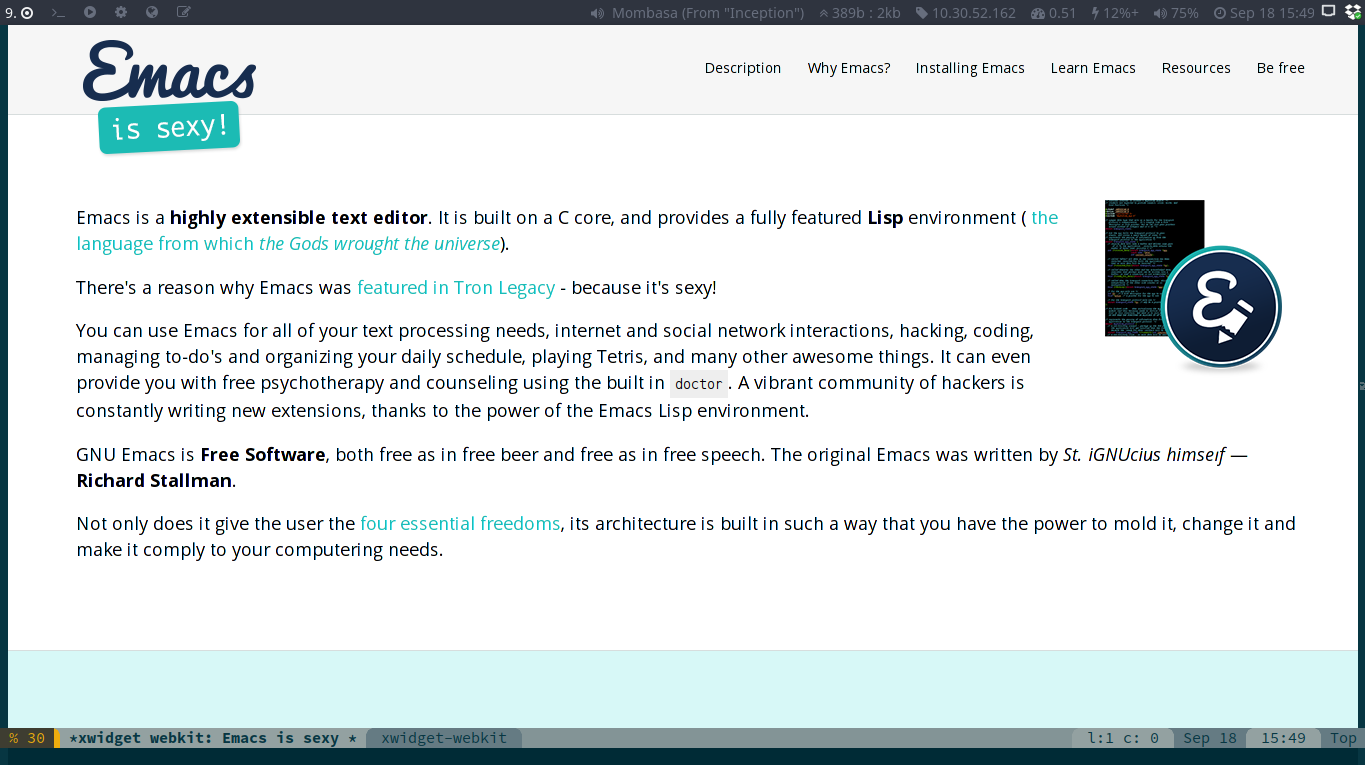 9. >_ Mombasa (From "Inception") 389b : 2kb 10.30.52.162 0.51 12%+ 75% Sep 18 15:49
Emacs
is sexy!
Description Why Emacs? Installing Emacs Learn Emacs Resources Be free
Emacs is a highly extensible text editor. It is built on a C core, and provides a fully featured Lisp environment ( the
language from which the Gods wrought the universe).
There's a reason why Emacs was featured in Tron Legacy - because it's sexy!
You can use Emacs for all of your text processing needs, internet and social network interactions, hacking, coding,
managing to-do's and organizing your daily schedule, playing Tetris, and many other awesome things. It can even
provide you with free psychotherapy and counseling using the built in doctor . A vibrant community of hackers is
constantly writing new extensions, thanks to the power of the Emacs Lisp environment.
GNU Emacs is Free Software, both free as in free beer and free as in free speech. The original Emacs was written by St. iGNUcius himself —
Richard Stallman.
Not only does it give the user the four essential freedoms, its architecture is built in such a way that you have the power to mold it, change it and
make it comply to your computering needs.
% 30 *xwidget webkit: Emacs is sexy * xwidget-webkit l:1 c: 0 Sep 18 15:49 Top